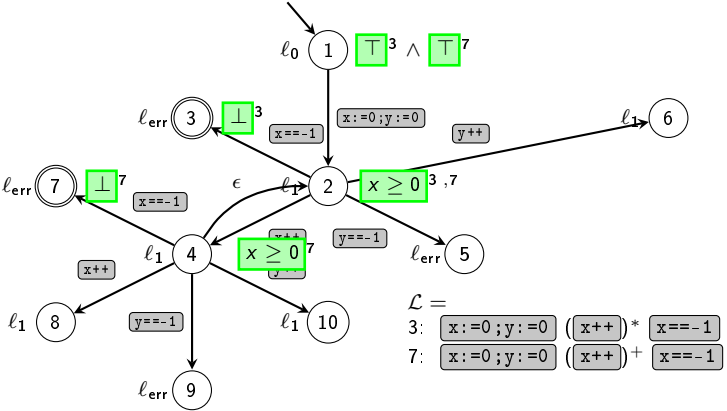 ℓ0 1 ⊤3 ∧ ⊤7
ℓerr 3 ⊥3 x==-1 x:=0;y:=0 y++ ℓ1 6
ℓerr 7 ⊥7 x==-1 ϵ ℓ1 2 x ≥ 0 3 ,7
x++ y==-1
ℓ1 4 x ≥ 0 7 ℓerr 5
x++ y++
ℓ1 8 y==-1 ℓ1 10
ℓerr 9
ℒ =
3: x:=0;y:=0 (x++)* x==-1
7: x:=0;y:=0 (x++)+ x==-1